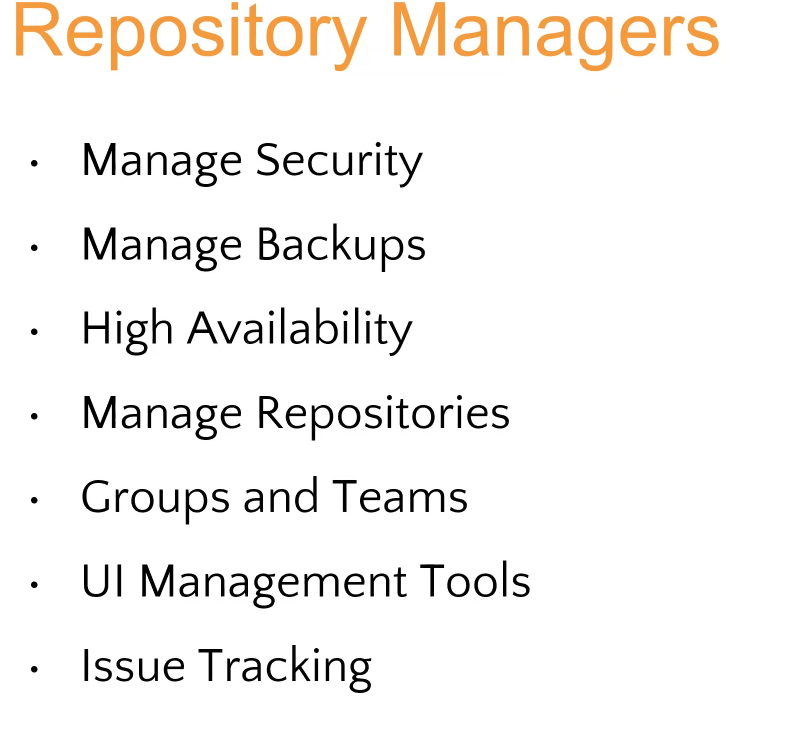 Repository Managers
• Manage Security
• Manage Backups
• High Availability
• Manage Repositories
• Groups and Teams
• UI Management Tools
• Issue Tracking